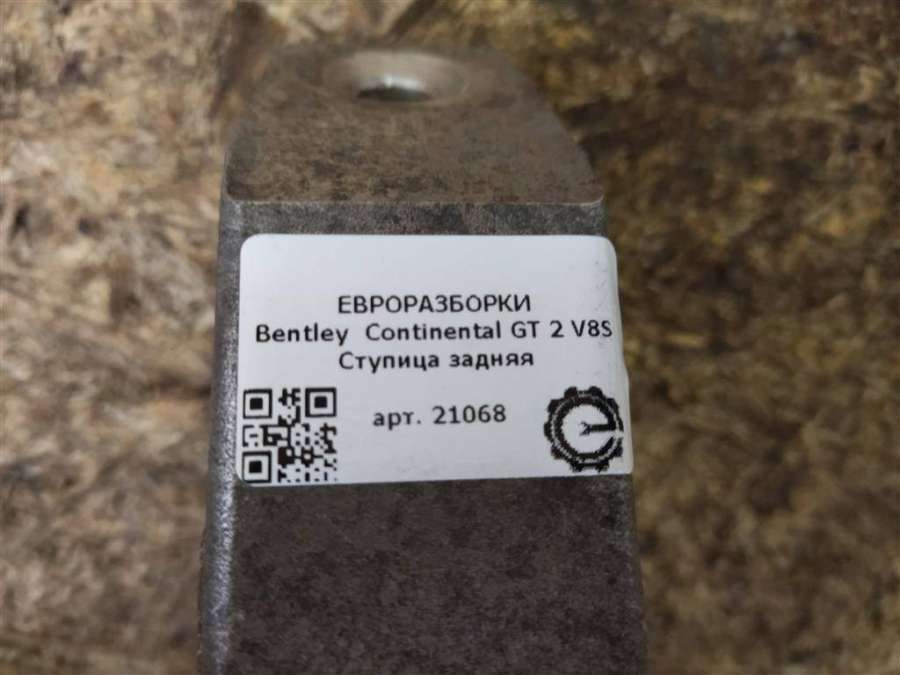 ЕВРОРАЗБОРКИ
Bentley Continental GT 2 V8S
Ступица задняя
арт. 21068